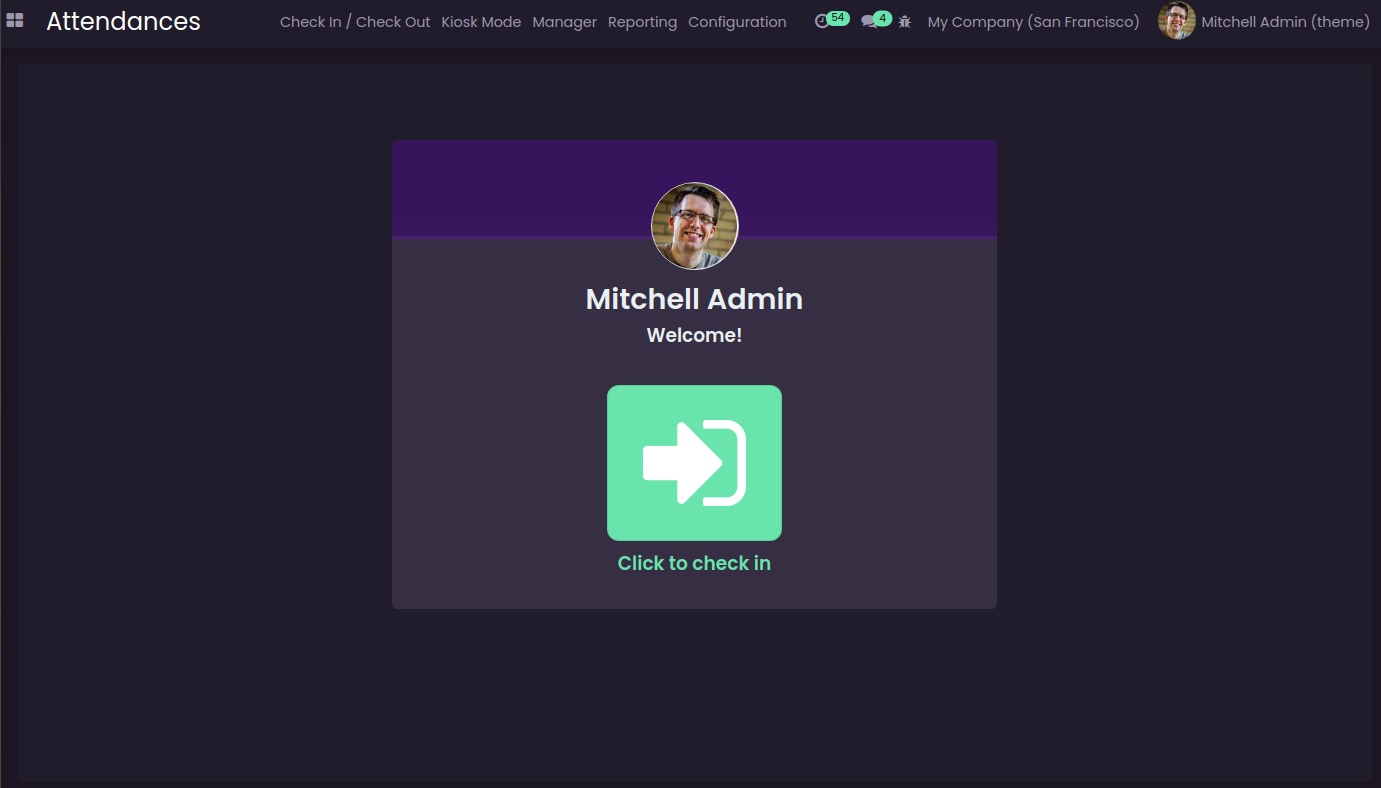 Attendances Check In / Check Out Kiosk Mode Manager Reporting Configuration 54 4 My Company (San Francisco) Mitchell Admin (theme)
Mitchell Admin
Welcome!
Click to check in